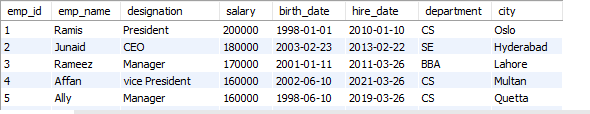 emp_id emp_name designation salary birth_date hire_date department city
1 Ramis President 200000 1998-01-01 2010-01-10 CS Oslo
2 Junaid CEO 180000 2003-02-23 2013-02-22 SE Hyderabad
3 Rameez Manager 170000 2001-01-11 2011-03-26 BBA Lahore
4 Affan vice President 160000 2002-06-10 2021-03-26 CS Multan
5 Ally Manager 160000 1998-06-10 2019-03-26 CS Quetta